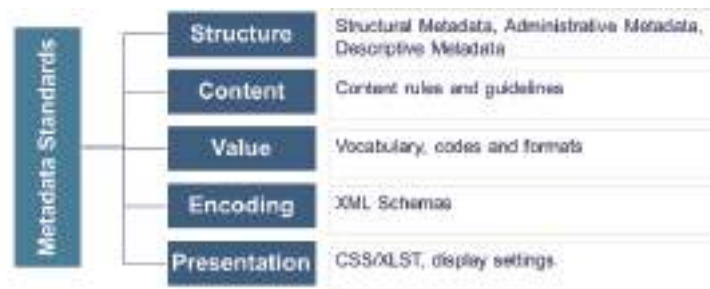 Metadata Standards
Structure
Structural Metadata, Administrative Metadata,
Descriptive Metadata
Content
Content rules and guidelines
Value
Vocabulary, codes and formats
Encoding
XML Schemas
Presentation
CSS/XLST, display settings